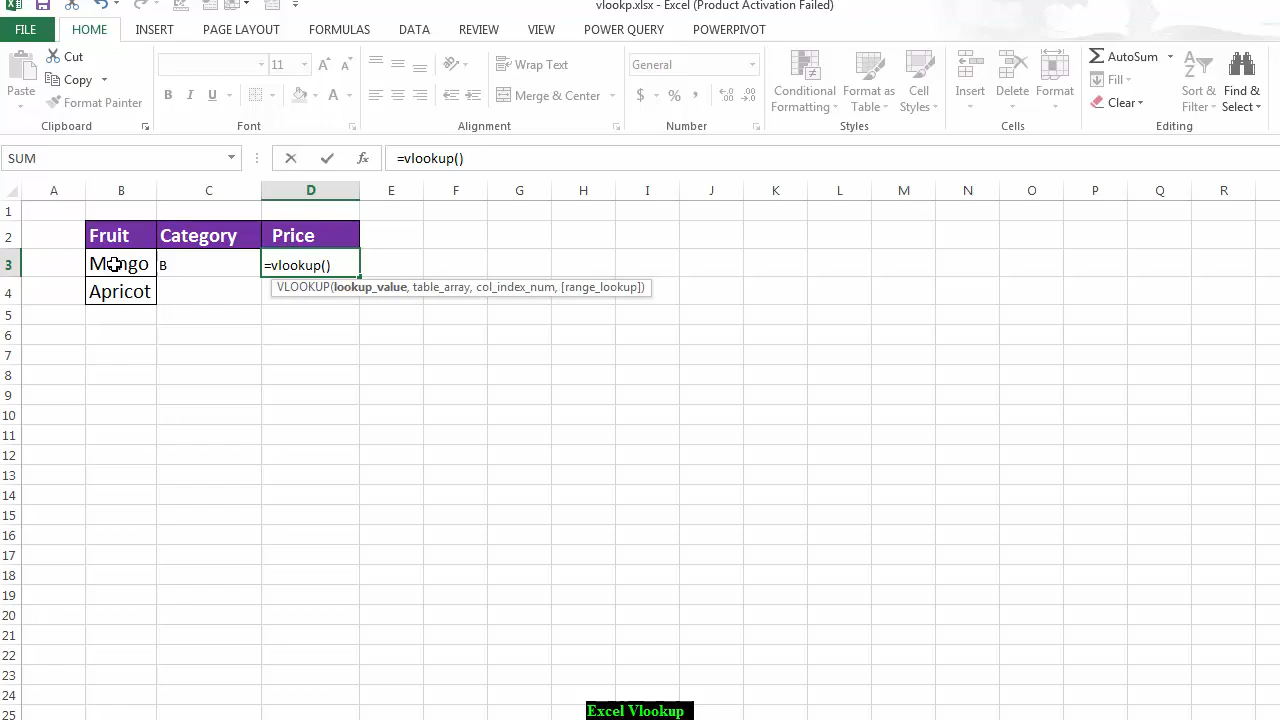 vlookp.xlsx - Excel (Product Activation Failed)
FILE HOME INSERT PAGE LAYOUT FORMULAS DATA REVIEW VIEW POWER QUERY POWERPIVOT
Cut 11 A A Wrap Text General AutoSum
Paste Copy Conditional Format as Cell Insert Delete Format Fill Sort & Find &
Format Painter B I U A Merge & Center $ % , Formatting Table Styles Clear Filter Select
Clipboard Font Alignment Number Styles Cells Editing
SUM fx =vlookup()
A B C D E F G H I J K L M N O P Q R
1
2 Fruit Category Price
3 Mango B =vlookup()
4 Apricot VLOOKUP(lookup_value, table_array, col_index_num, [range_lookup])
5
6
7
8
9
10
11
12
13
14
15
16
17
18
19
20
21
22
23
24
25 Excel Vlookup